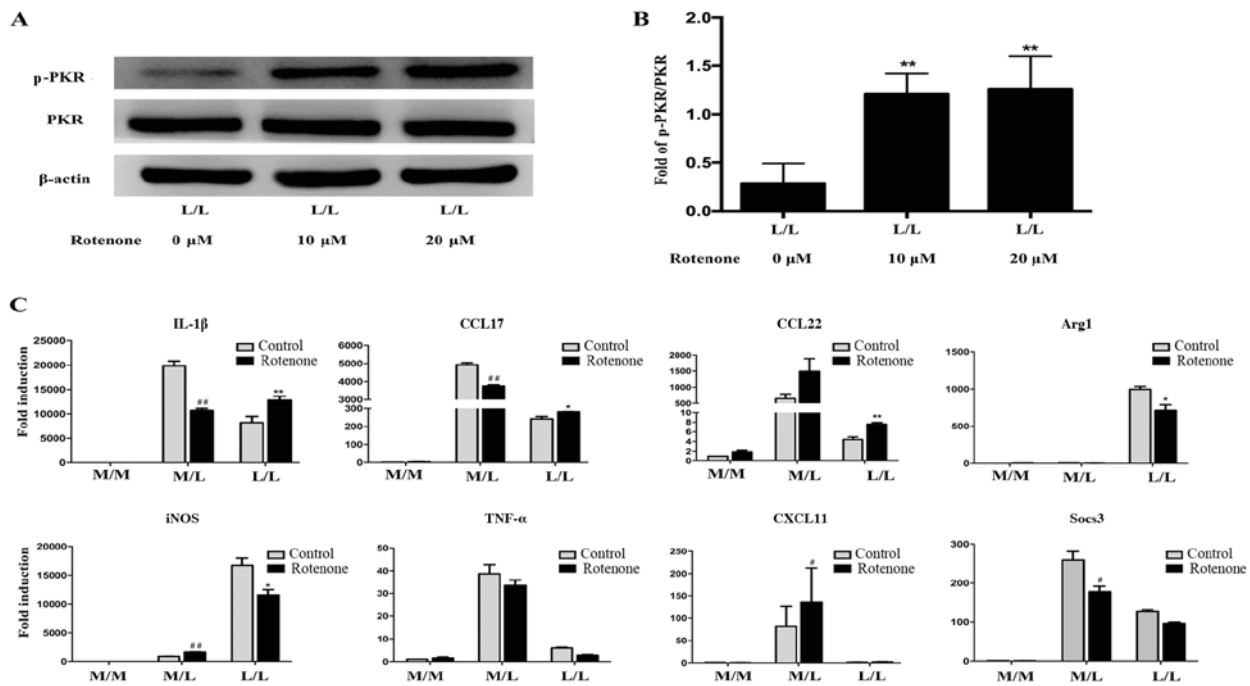 A
p-PKR
PKR
β-actin
L/L L/L L/L
Rotenone 0 μM 10 μM 20 μM
B
Fold of p-PKR/PKR
2.0
1.5
1.0
0.5
0.0
** **
L/L L/L L/L
Rotenone 0 μM 10 μM 20 μM
C
IL-1β
Fold induction
25000
20000
15000
10000
5000
0
Control
Rotenone
## **
M/M M/L L/L
CCL17
6000
5000
4000
3000
300
200
100
0
Control
Rotenone
## *
M/M M/L L/L
CCL22
2000
1500
1000
500
8
6
4
2
0
Control
Rotenone
**
M/M M/L L/L
Arg1
1500
1000
500
0
Control
Rotenone
*
M/M M/L L/L
iNOS
Fold induction
20000
15000
10000
5000
0
Control
Rotenone
## *
M/M M/L L/L
TNF-α
50
40
30
20
10
0
Control
Rotenone
M/M M/L L/L
CXCL11
250
200
150
100
50
0
Control
Rotenone
#
M/M M/L L/L
Socs3
300
200
100
0
Control
Rotenone
#
M/M M/L L/L